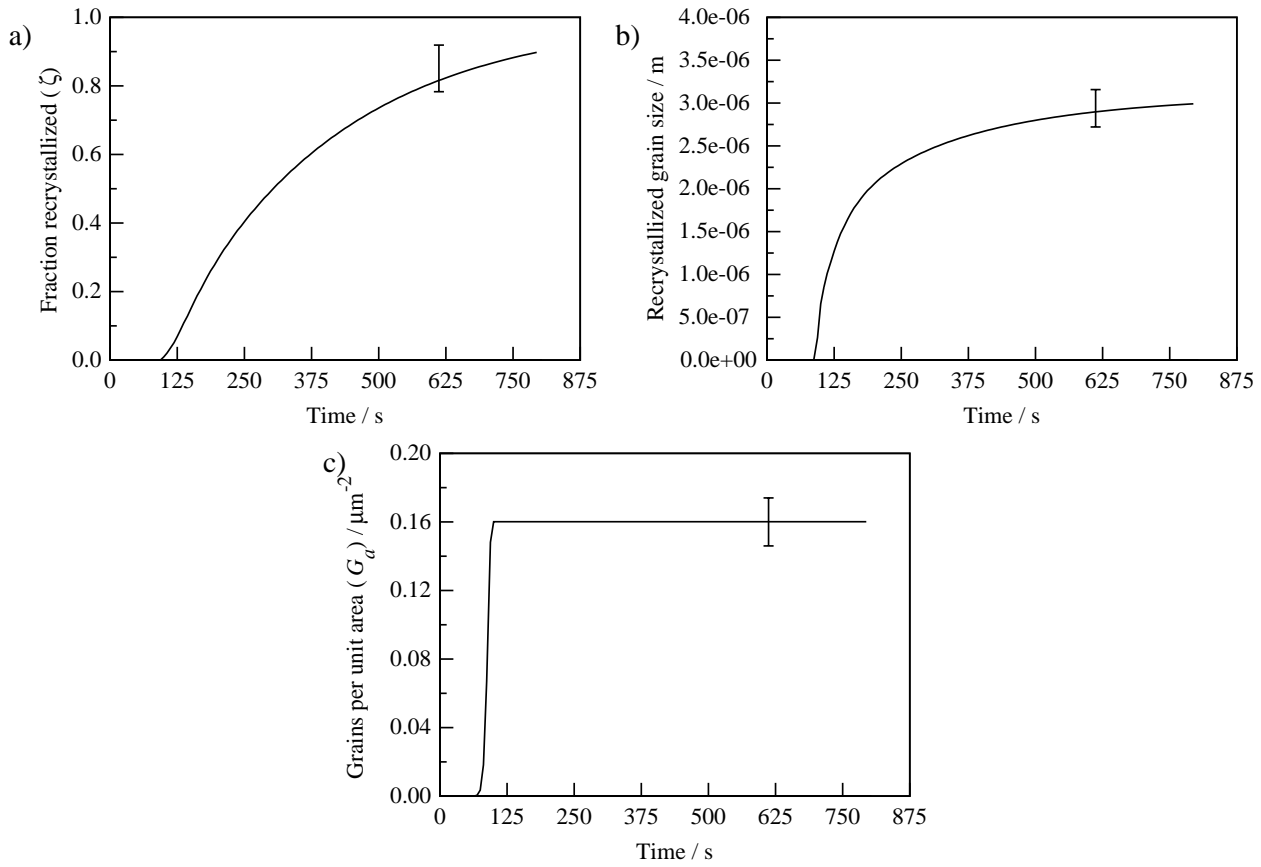 a)
Fraction recrystallized ( ζ )
1.0
0.8
0.6
0.4
0.2
0.0
0 125 250 375 500 625 750 875
Time / s
b)
Recrystallized grain size / m
4.0e-06
3.5e-06
3.0e-06
2.5e-06
2.0e-06
1.5e-06
1.0e-06
5.0e-07
0.0e+00
0 125 250 375 500 625 750 875
Time / s
c)
Grains per unit area ( G_a ) / μm^-2
0.20
0.16
0.12
0.08
0.04
0.00
0 125 250 375 500 625 750 875
Time / s